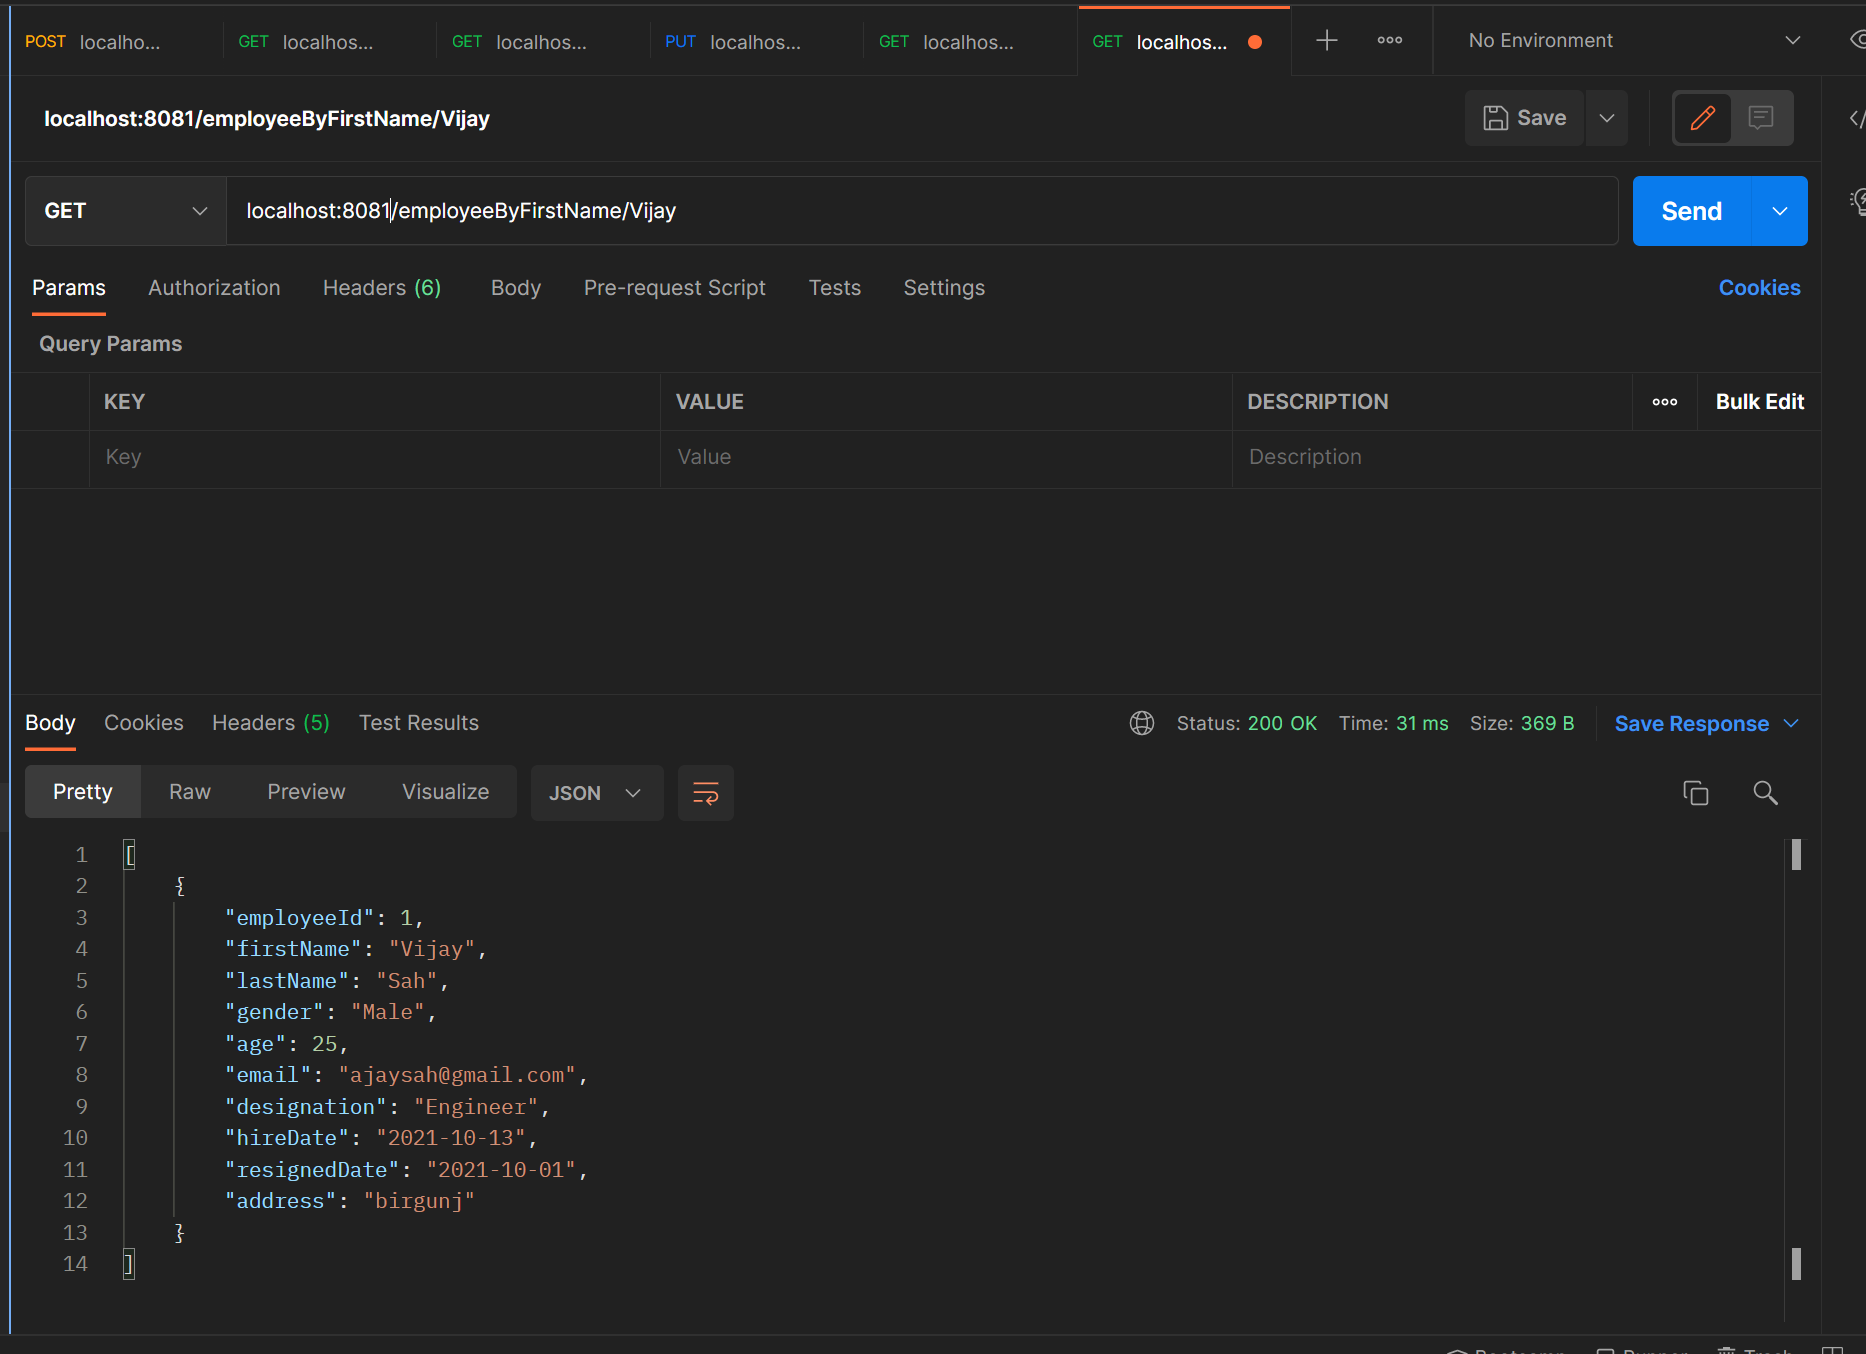 POST localho... GET localhos... GET localhos... PUT localhos... GET localhos... GET localhos... No Environment
localhost:8081/employeeByFirstName/Vijay Save
GET localhost:8081/employeeByFirstName/Vijay Send
Params Authorization Headers (6) Body Pre-request Script Tests Settings Cookies
Query Params
KEY VALUE DESCRIPTION Bulk Edit
Key Value Description
Body Cookies Headers (5) Test Results Status: 200 OK Time: 31 ms Size: 369 B Save Response
Pretty Raw Preview Visualize JSON
1 [
2 {
3 "employeeId": 1,
4 "firstName": "Vijay",
5 "lastName": "Sah",
6 "gender": "Male",
7 "age": 25,
8 "email": "ajaysah@gmail.com",
9 "designation": "Engineer",
10 "hireDate": "2021-10-13",
11 "resignedDate": "2021-10-01",
12 "address": "birgunj"
13 }
14 ]